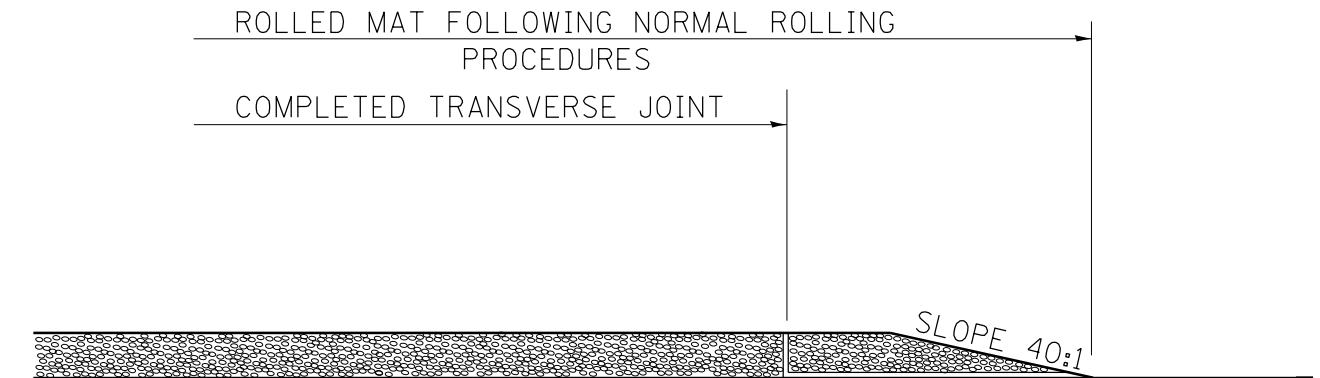 ROLLED MAT FOLLOWING NORMAL ROLLING
PROCEDURES
COMPLETED TRANSVERSE JOINT
SLOPE 40:1